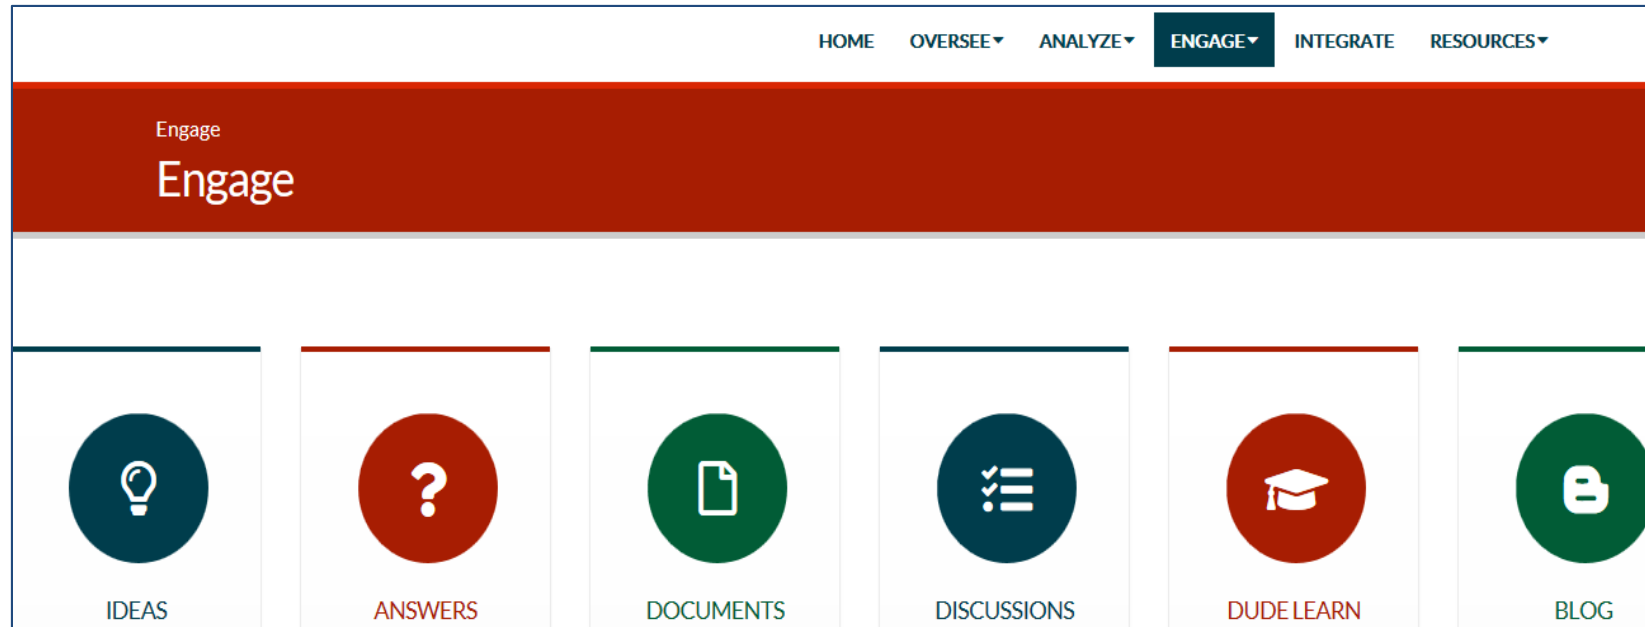 HOME OVERSEE ANALYZE ENGAGE INTEGRATE RESOURCES
Engage
Engage
IDEAS ANSWERS DOCUMENTS DISCUSSIONS DUDE LEARN BLOG